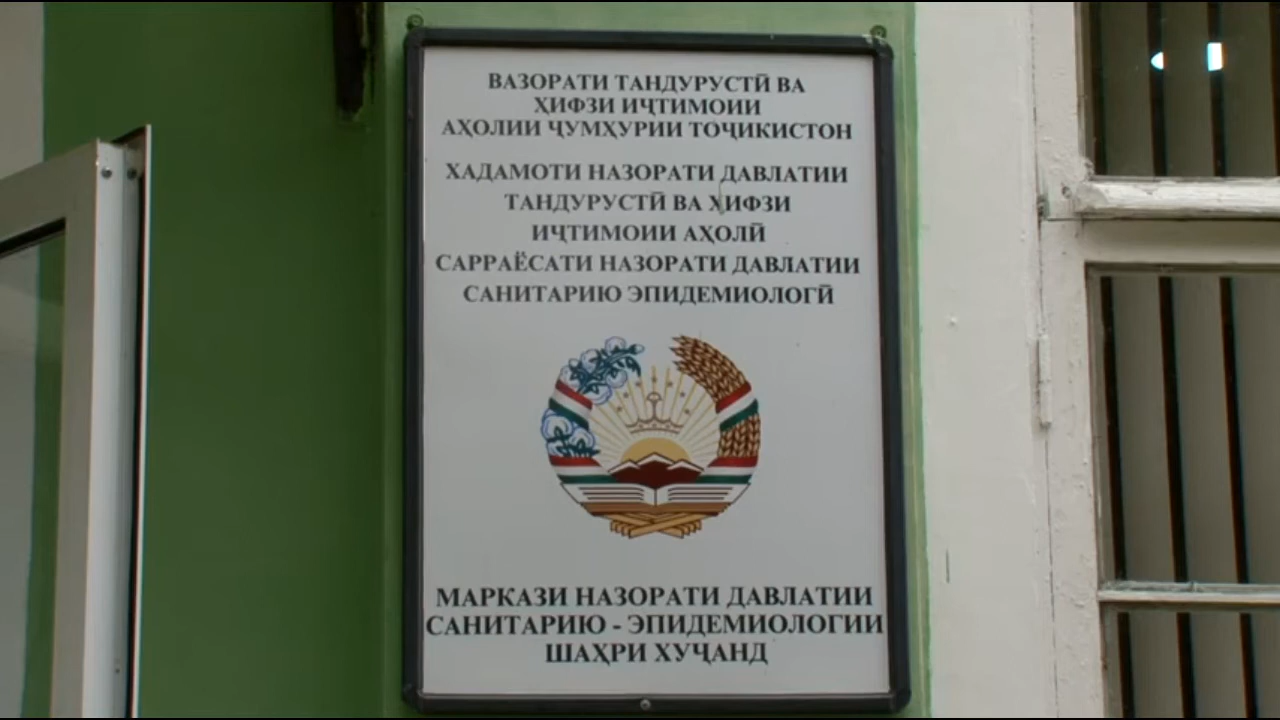 ВАЗОРАТИ ТАНДУРУСТӢ ВА
ҲИФЗИ ИҶТИМОИИ
АҲОЛИИ ҶУМҲУРИИ ТОҶИКИСТОН
ХАДАМОТИ НАЗОРАТИ ДАВЛАТИИ
ТАНДУРУСТӢ ВА ҲИФЗИ
ИҶТИМОИИ АҲОЛӢ
САРРАЁСАТИ НАЗОРАТИ ДАВЛАТИИ
САНИТАРИЮ ЭПИДЕМИОЛОГӢ
МАРКАЗИ НАЗОРАТИ ДАВЛАТИИ
САНИТАРИЮ - ЭПИДЕМИОЛОГИИ
ШАҲРИ ХУҶАНД